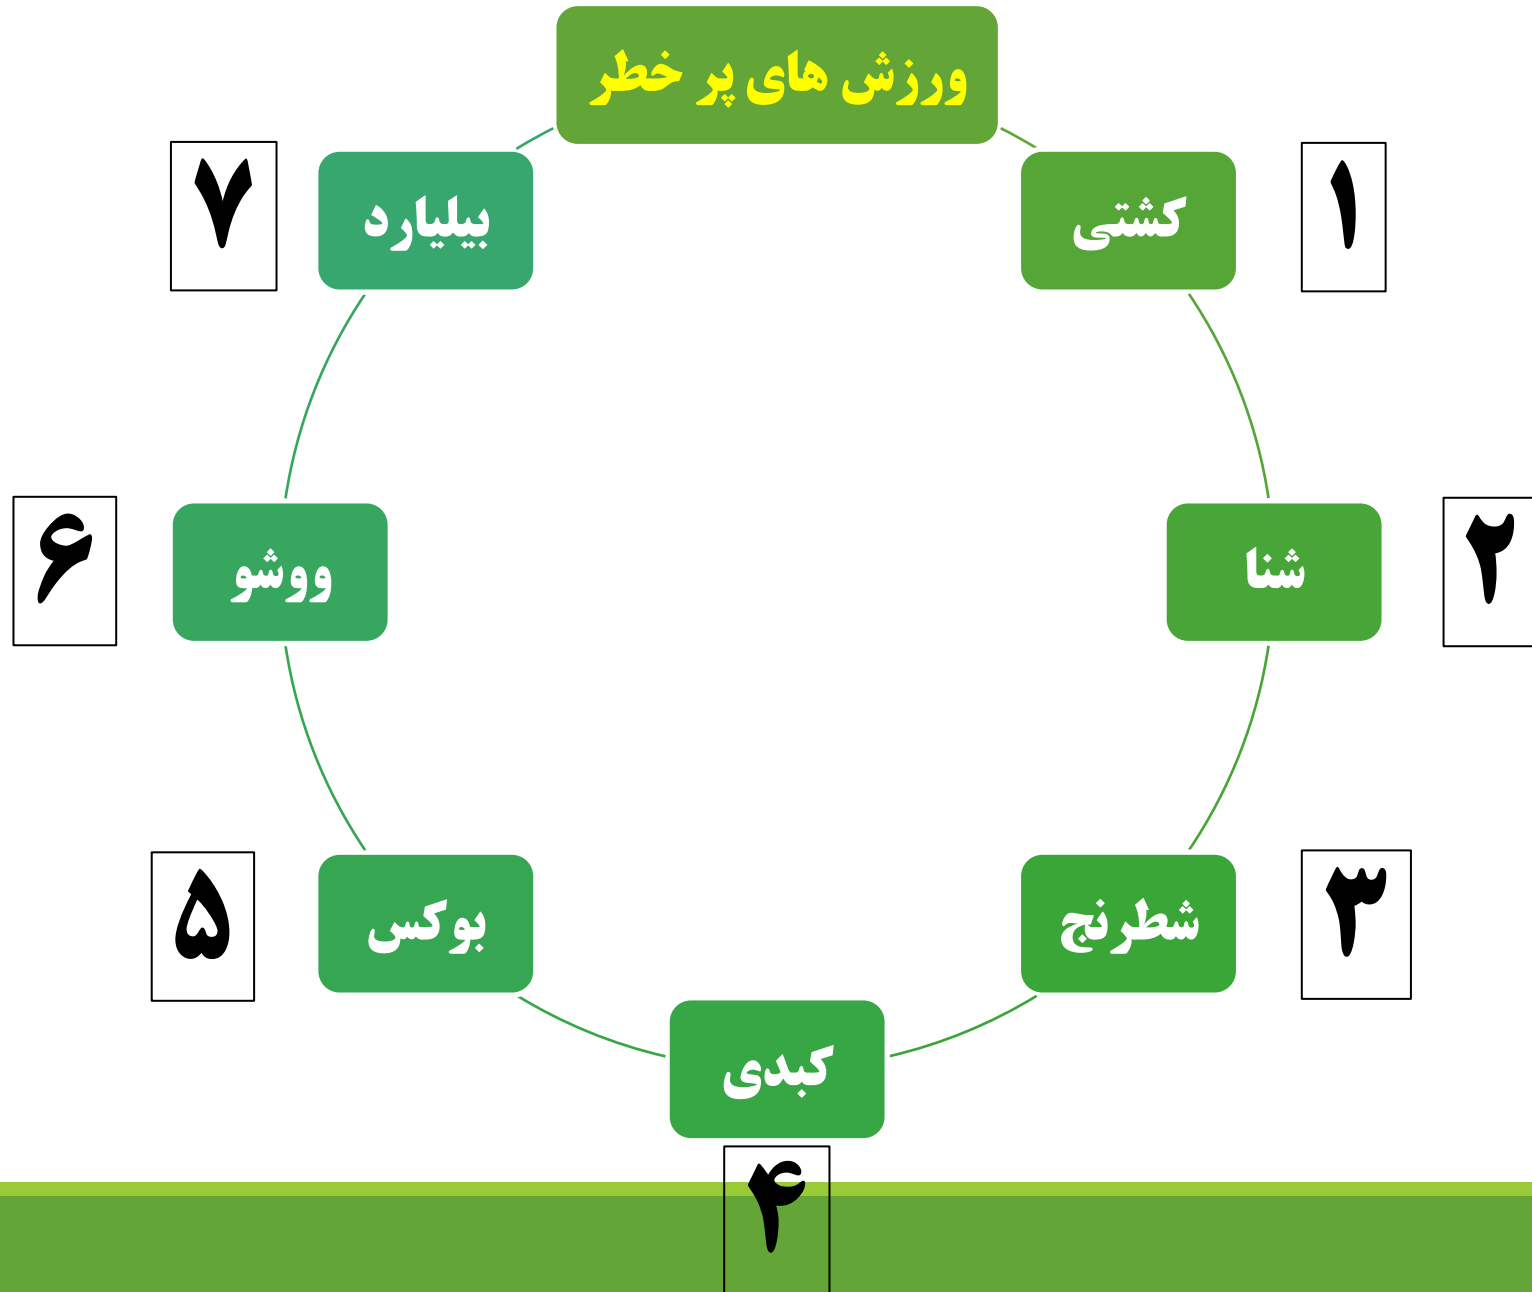 ورزش های پر خطر
۱
کشتی
۲
شنا
۳
شطرنج
۴
کبدی
۵
بوکس
۶
ووشو
۷
بیلیارد